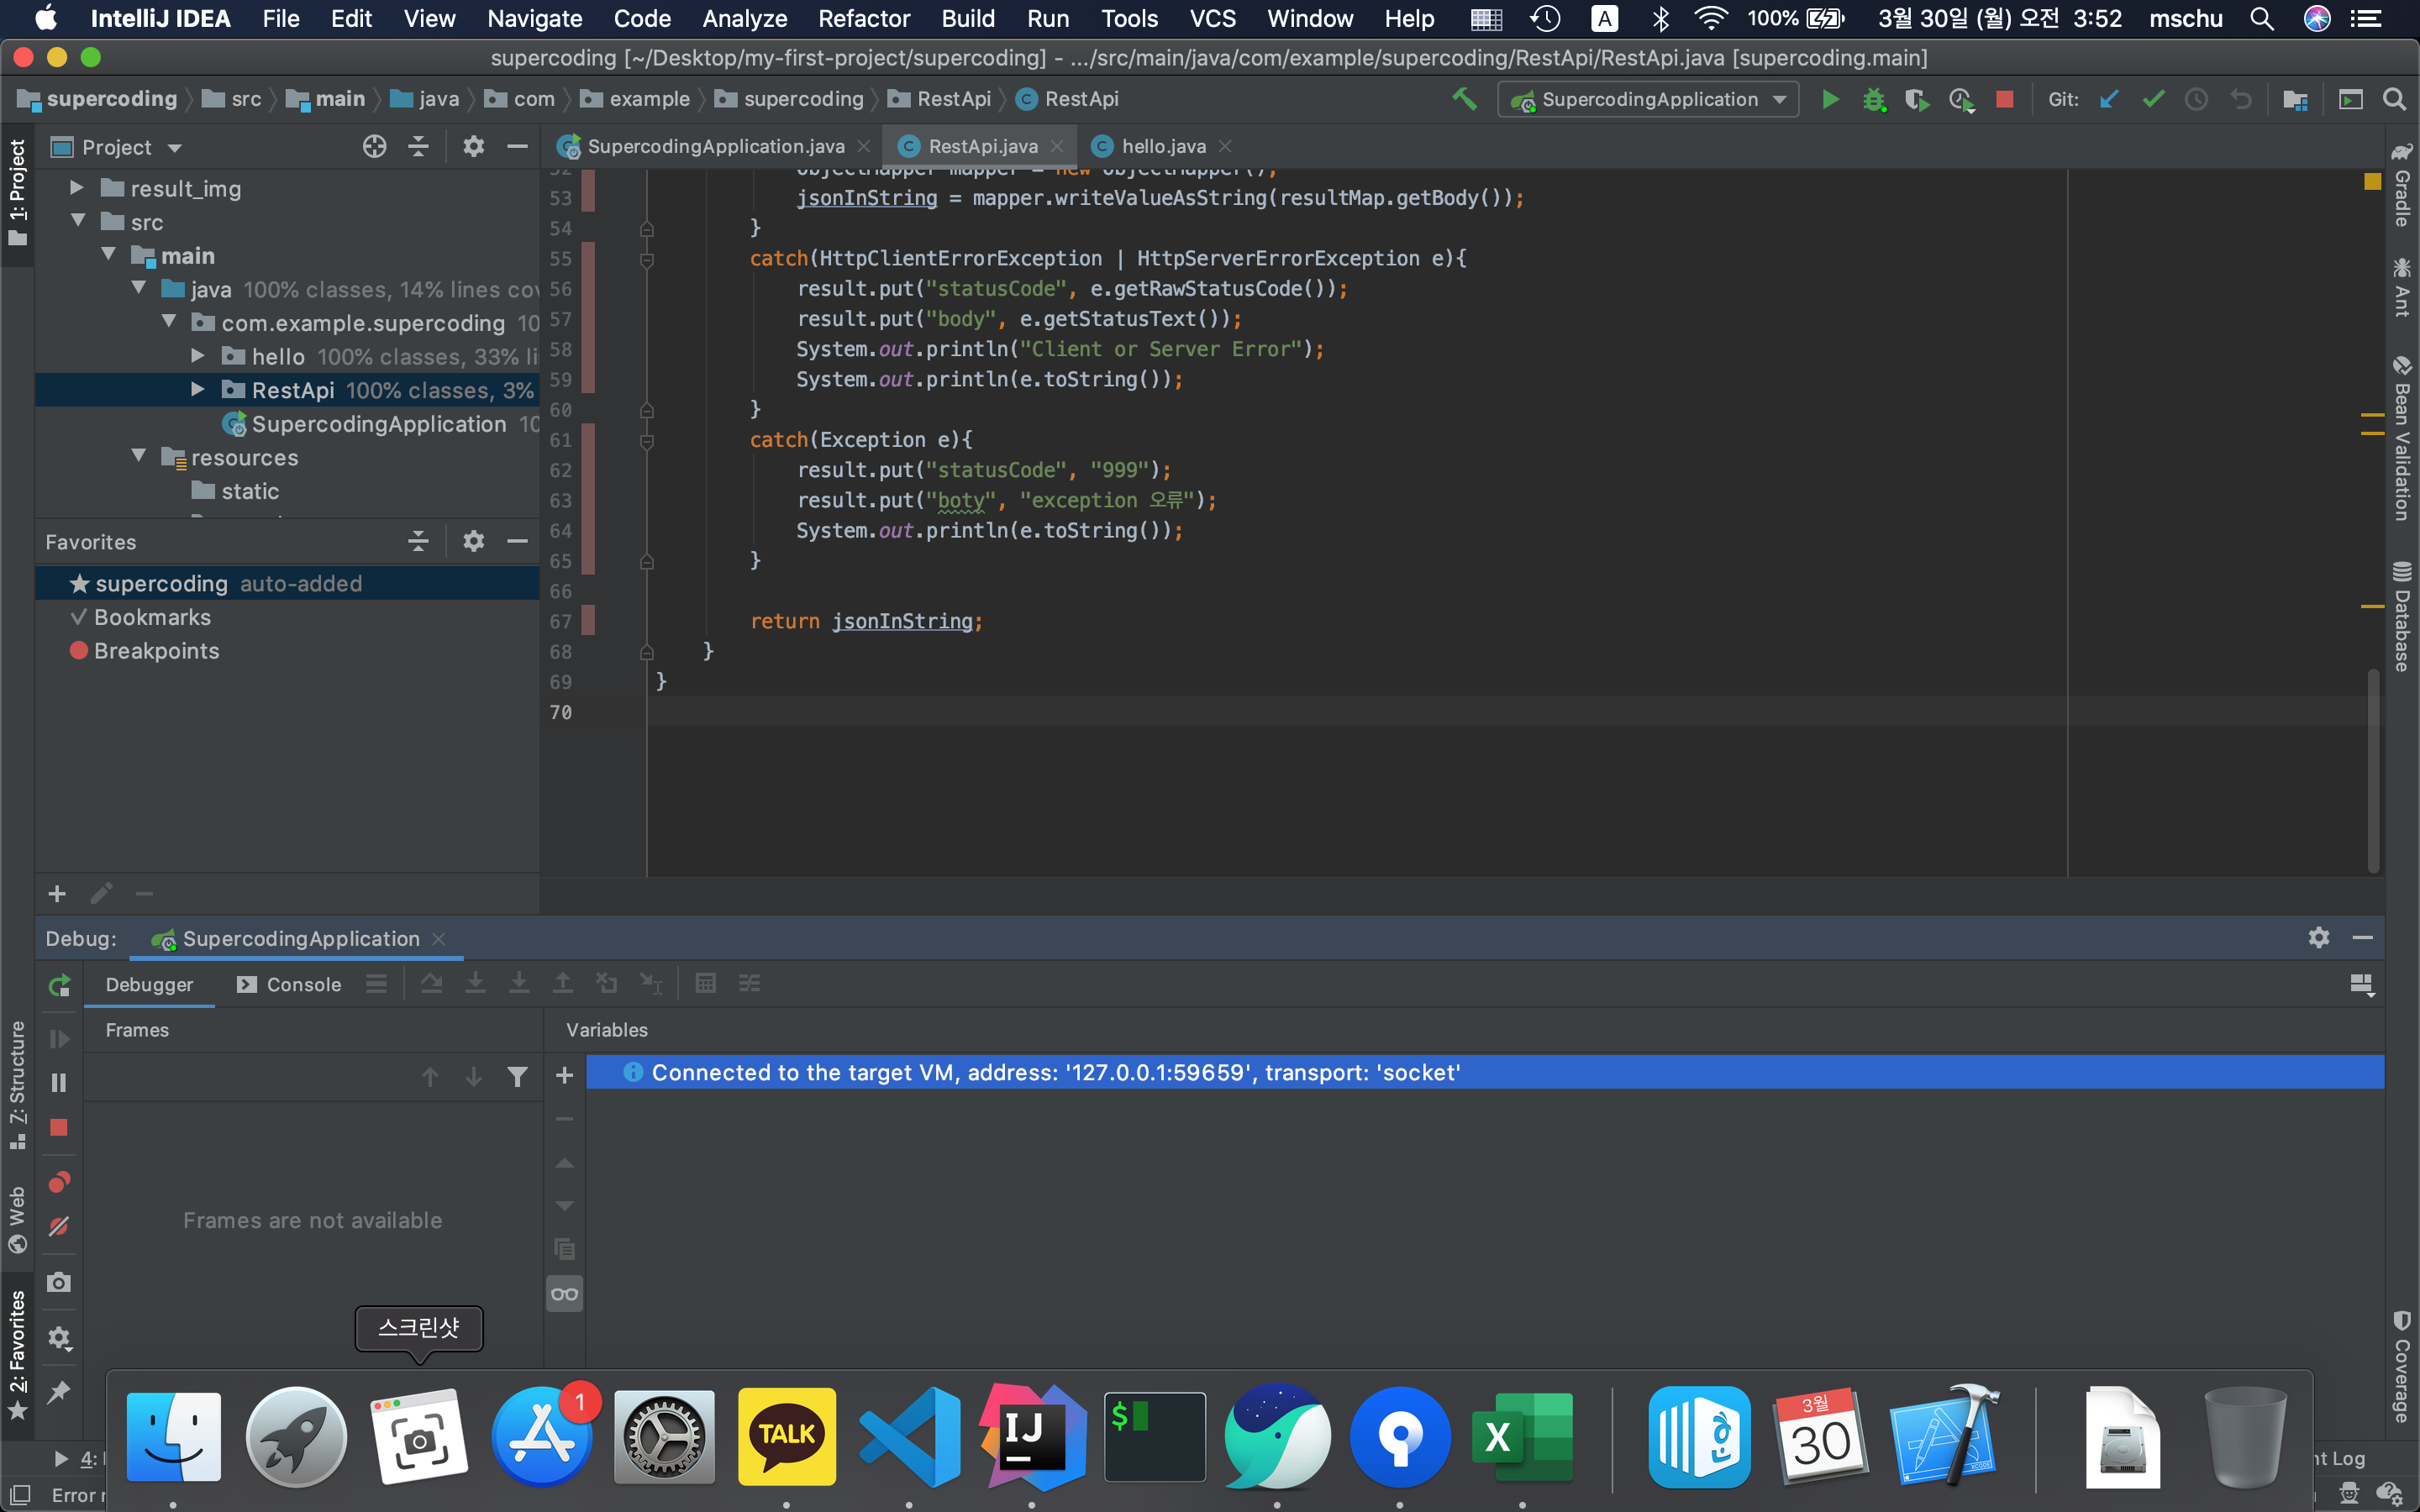 IntelliJ IDEA File Edit View Navigate Code Analyze Refactor Build Run Tools VCS Window Help A 100% 3월 30일 (월) 오전 3:52 mschu
supercoding [~/Desktop/my-first-project/supercoding] - .../src/main/java/com/example/supercoding/RestApi/RestApi.java [supercoding.main]
supercoding src main java com example supercoding RestApi RestApi SupercodingApplication Git:
Project
SupercodingApplication.java RestApi.java hello.java
result_img
src
main
java 100% classes, 14% lines cov
com.example.supercoding 10
hello 100% classes, 33% li
RestApi 100% classes, 3%
SupercodingApplication 10
resources
static
Favorites
supercoding auto-added
Bookmarks
Breakpoints
52 ObjectMapper mapper = new ObjectMapper();
53 jsonInString = mapper.writeValueAsString(resultMap.getBody());
54 }
55 catch(HttpClientErrorException | HttpServerErrorException e){
56 result.put("statusCode", e.getRawStatusCode());
57 result.put("body", e.getStatusText());
58 System.out.println("Client or Server Error");
59 System.out.println(e.toString());
60 }
61 catch(Exception e){
62 result.put("statusCode", "999");
63 result.put("boty", "exception 오류");
64 System.out.println(e.toString());
65 }
66
67 return jsonInString;
68 }
69 }
70
1: Project
Z: Structure
Web
2: Favorites
Gradle
Ant
Bean Validation
Database
Coverage
Debug: SupercodingApplication
Debugger Console
Frames Variables
Connected to the target VM, address: '127.0.0.1:59659', transport: 'socket'
Frames are not available
스크린샷
1
TALK
IJ
$
X
3월
30
XCODE
4:
nt Log
Error